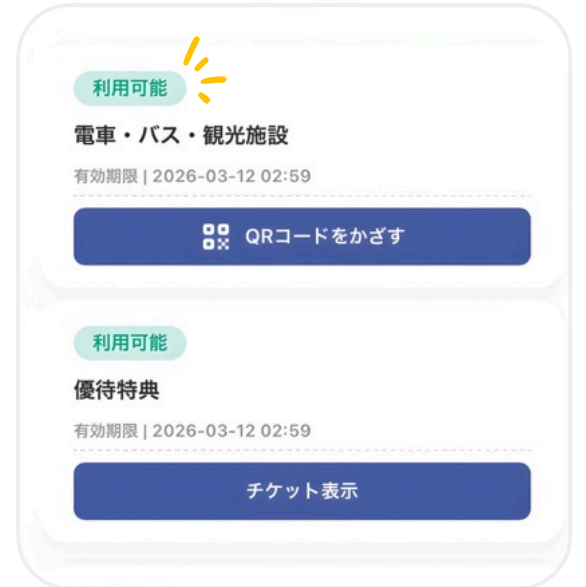 利用可能
電車・バス・観光施設
有効期限 | 2026-03-12 02:59
QRコードをかざす
利用可能
優待特典
有効期限 | 2026-03-12 02:59
チケット表示